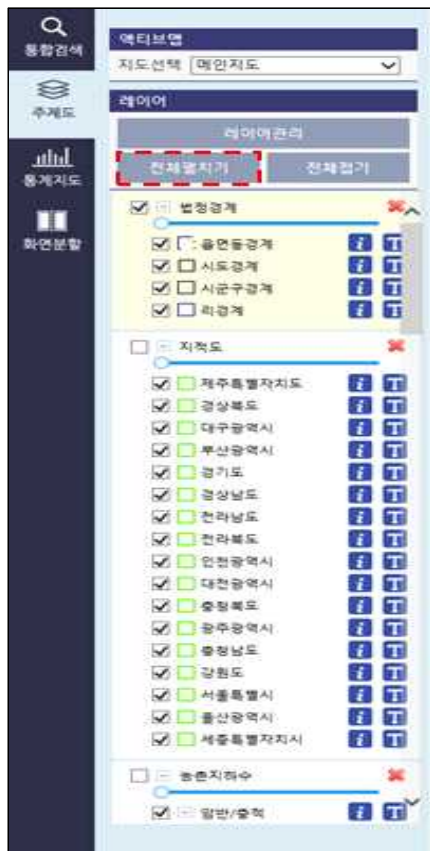 통합검색
주제도
통계지도
화면분할
액티브맵
지도선택 메인지도
레이어
레이어관리
전체펼치기 전체접기
법정경계
읍면동경계
시도경계
시군구경계
리경계
지적도
제주특별자치도
경상북도
대구광역시
부산광역시
경기도
경상남도
전라남도
전라북도
인천광역시
대전광역시
충청북도
광주광역시
충청남도
강원도
서울특별시
울산광역시
세종특별자치시
농촌지하수
암반/충적